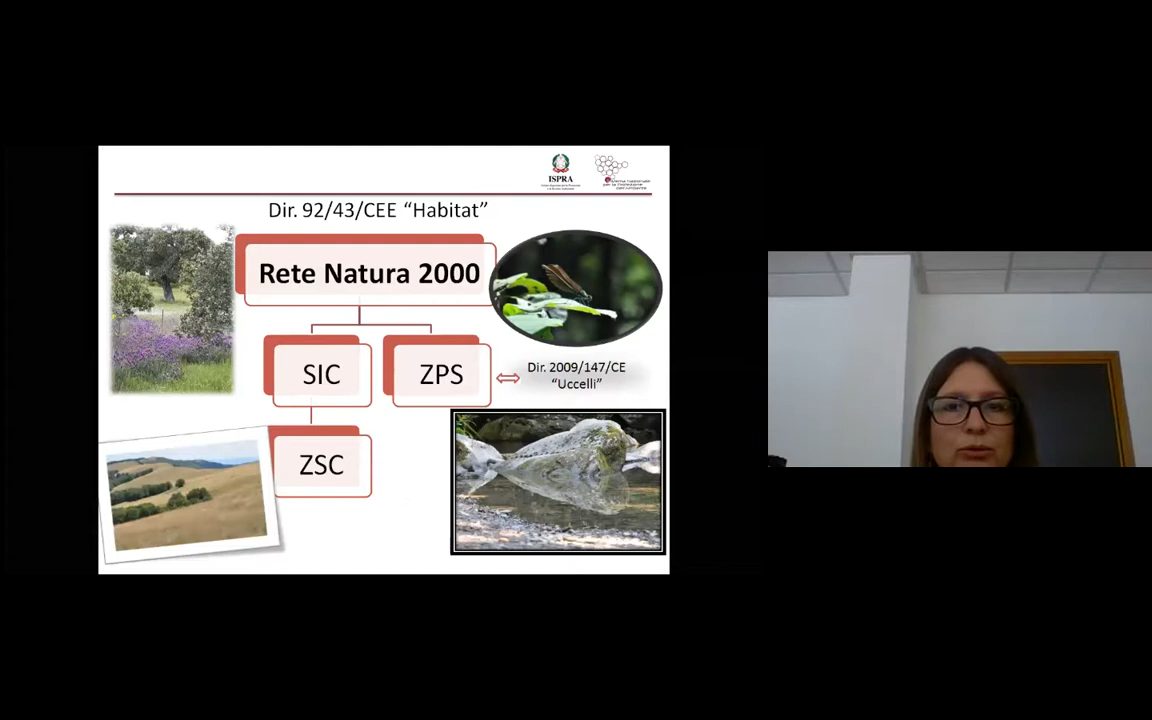 ISPRA
Dir. 92/43/CEE “Habitat”
Rete Natura 2000
SIC
ZPS
Dir. 2009/147/CE
“Uccelli”
ZSC